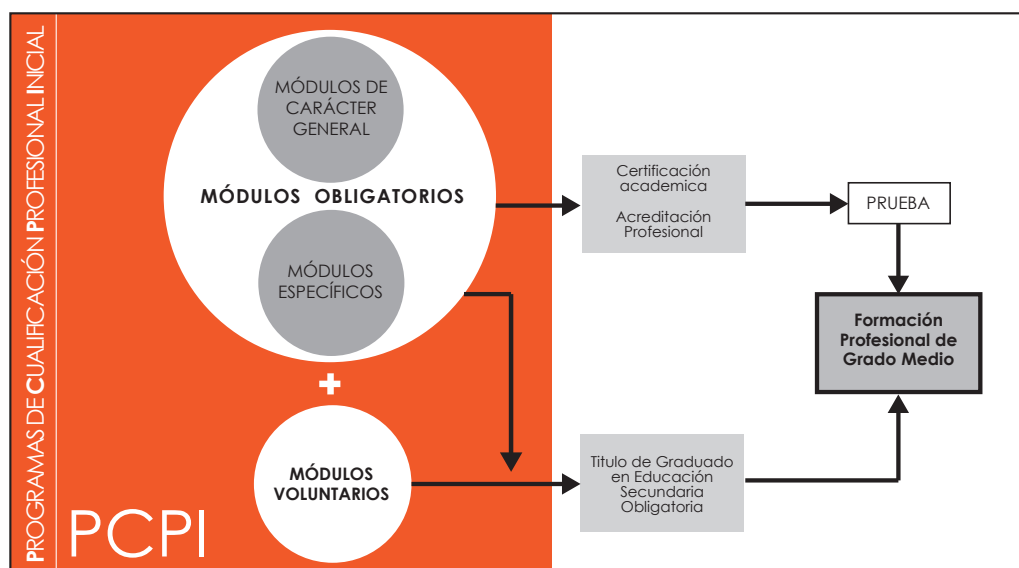 PROGRAMAS DE CUALIFICACIÓN PROFESIONAL INICIAL
MÓDULOS DE
CARÁCTER
GENERAL
MÓDULOS OBLIGATORIOS
MÓDULOS
ESPECÍFICOS
+
MÓDULOS
VOLUNTARIOS
PCPI
Certificación
academica
Acreditación
Profesional
PRUEBA
Formación
Profesional de
Grado Medio
Titulo de Graduado
en Educación
Secundaria
Obligatoria